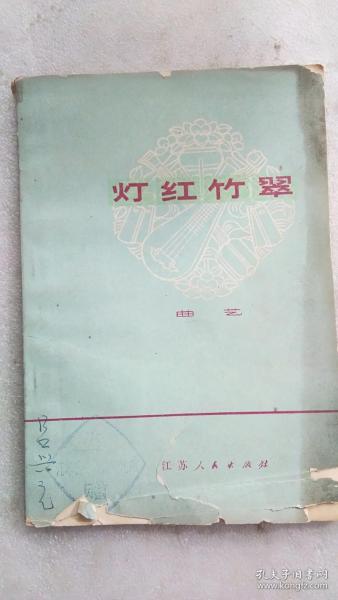 灯红竹翠
曲艺
江苏人民出版社
孔夫子旧书网